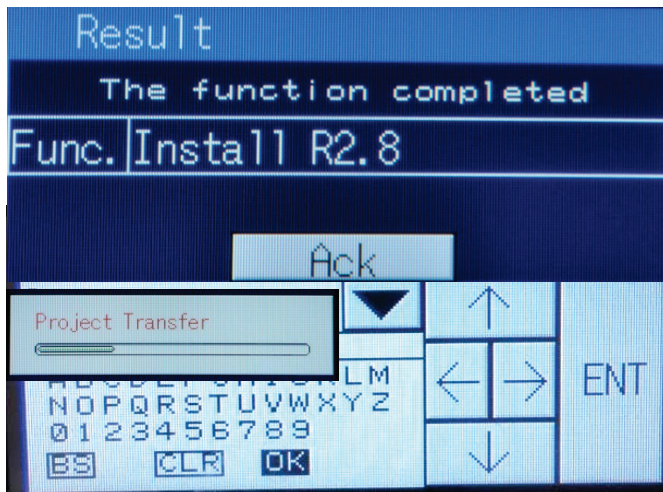 Result
The function completed
Func. Install R2.8
Ack
Project Transfer
LM
NOPQRSTUVWXYZ
0123456789
BS CLR OK
ENT